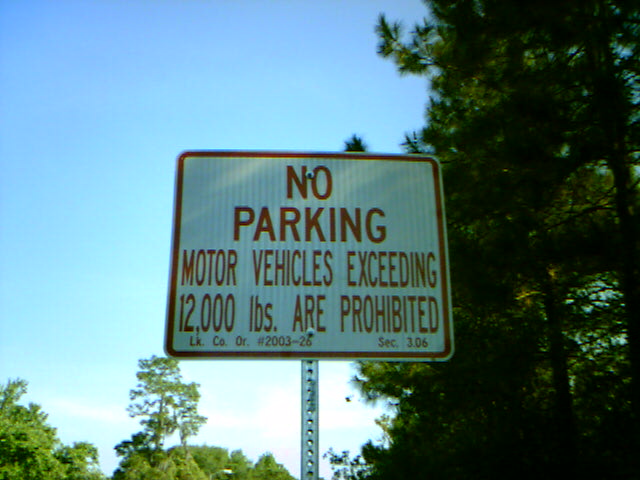 NO
PARKING
MOTOR VEHICLES EXCEEDING
12,000 lbs. ARE PROHIBITED
Lk. Co. Or. #2003-26 Sec. 3.06